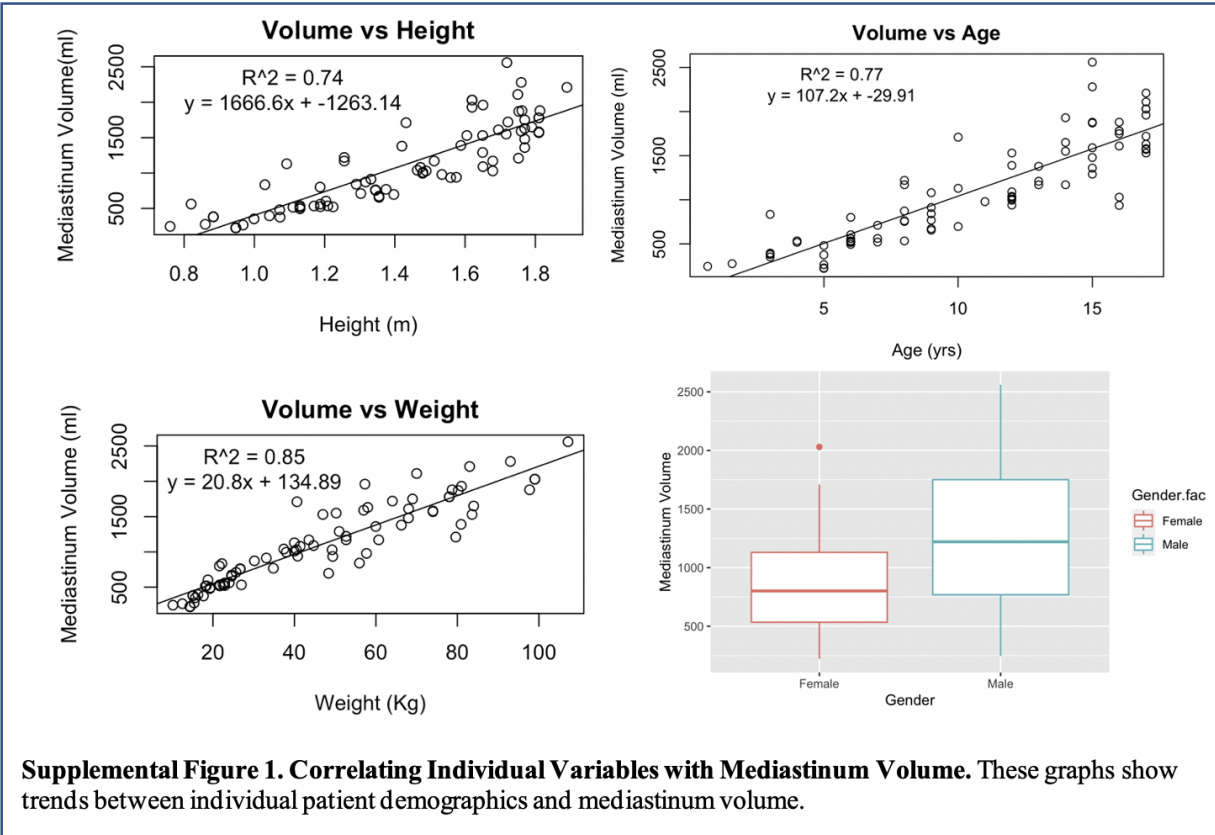 Volume vs Height
Mediastinum Volume(ml)
2500
1500
500
R^2 = 0.74
y = 1666.6x + -1263.14
0.8 1.0 1.2 1.4 1.6 1.8
Height (m)
Volume vs Age
Mediastinum Volume (ml)
2500
1500
500
R^2 = 0.77
y = 107.2x + -29.91
5 10 15
Age (yrs)
Volume vs Weight
Mediastinum Volume (ml)
2500
1500
500
R^2 = 0.85
y = 20.8x + 134.89
20 40 60 80 100
Weight (Kg)
Mediastinum Volume
2500
2000
1500
1000
500
Female Male
Gender
Gender.fac
Female
Male
Supplemental Figure 1. Correlating Individual Variables with Mediastinum Volume. These graphs show
trends between individual patient demographics and mediastinum volume.